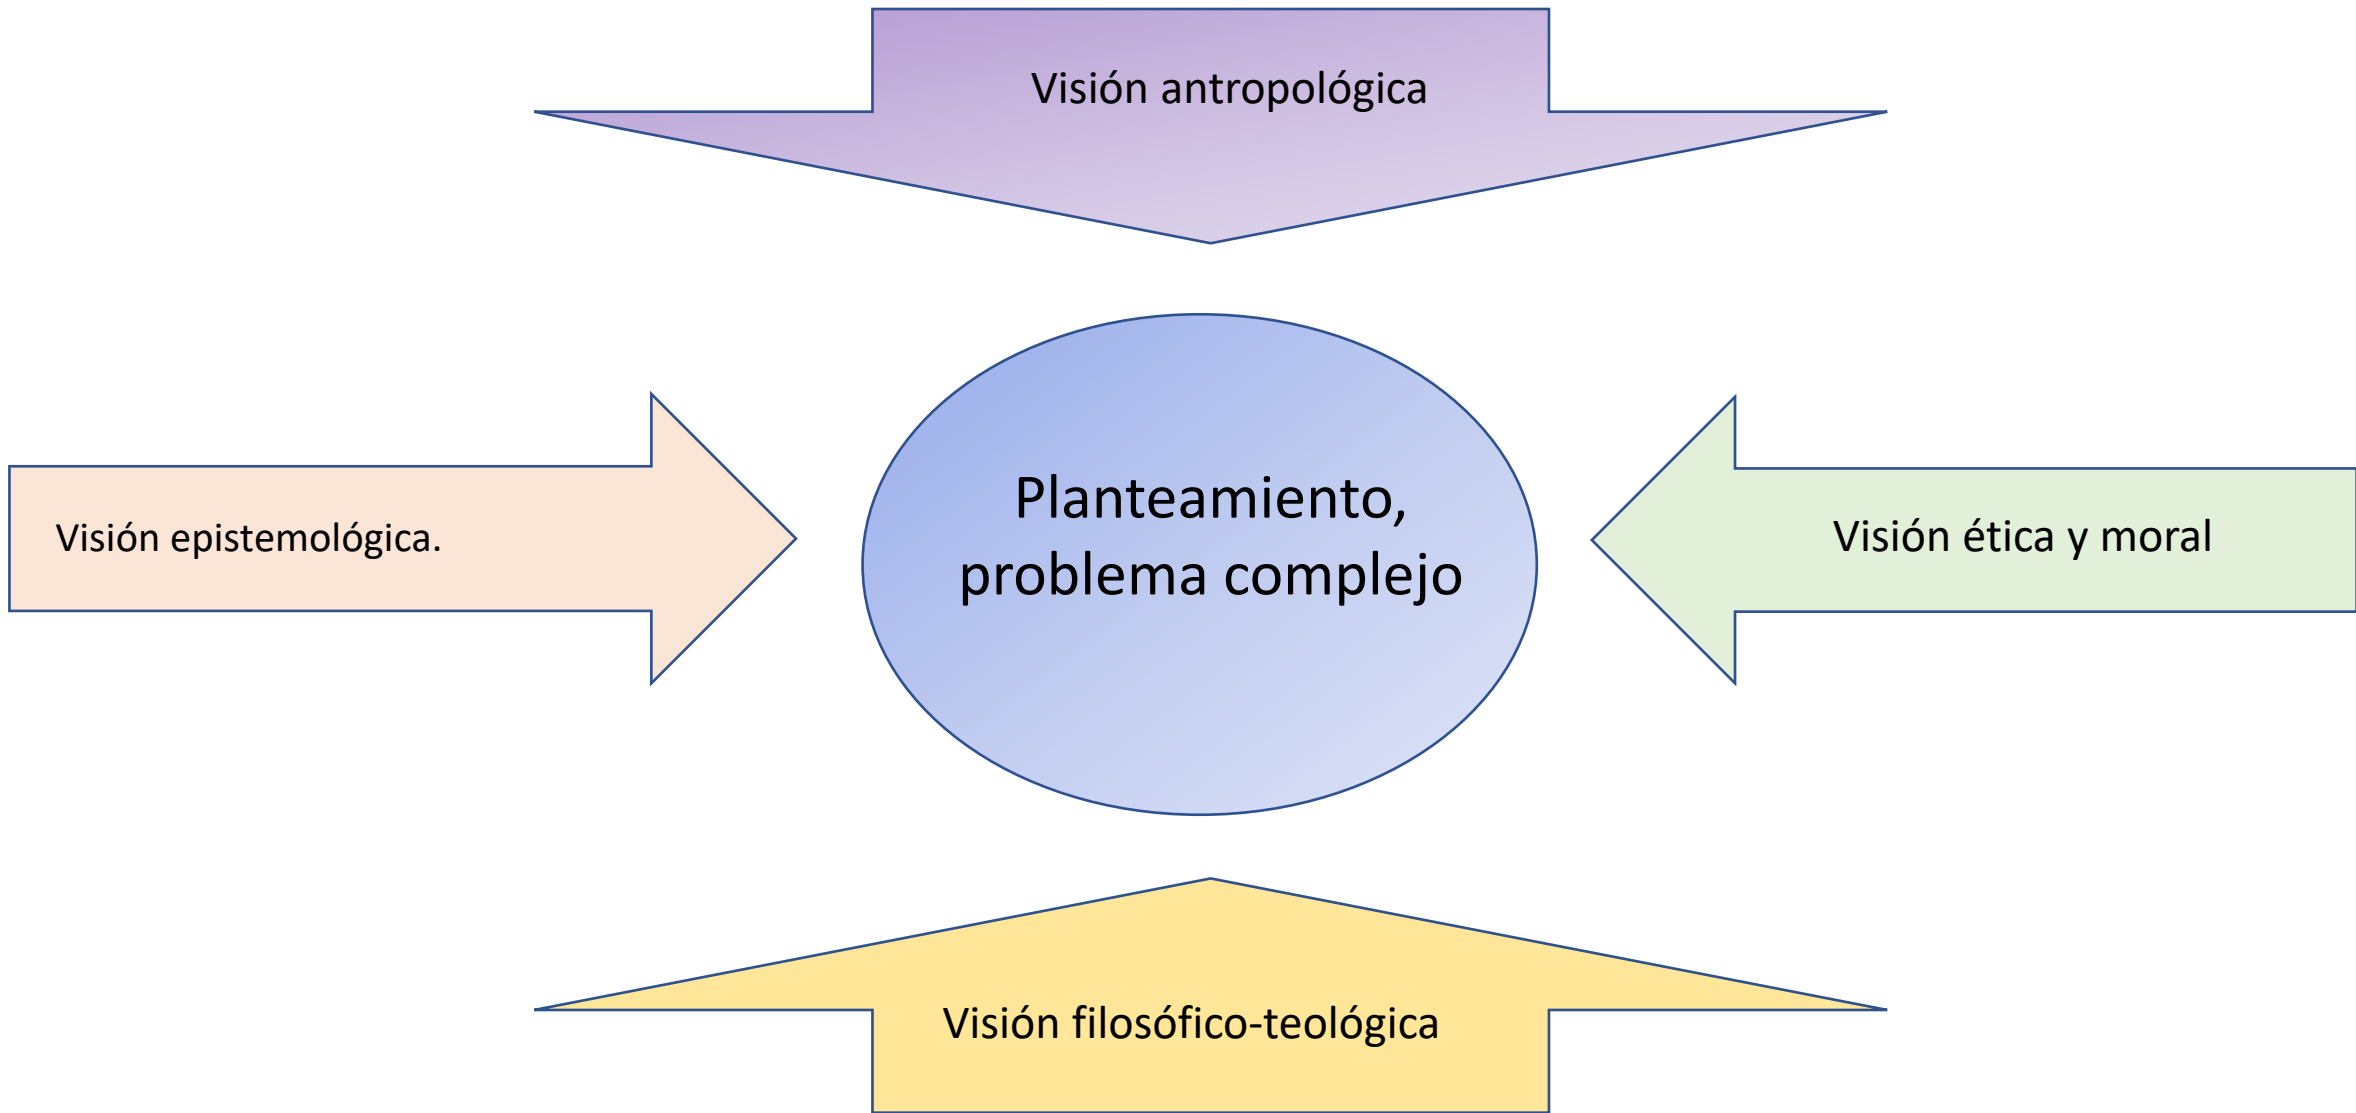 Visión antropológica
Planteamiento,
problema complejo
Visión epistemológica.
Visión ética y moral
Visión filosófico-teológica